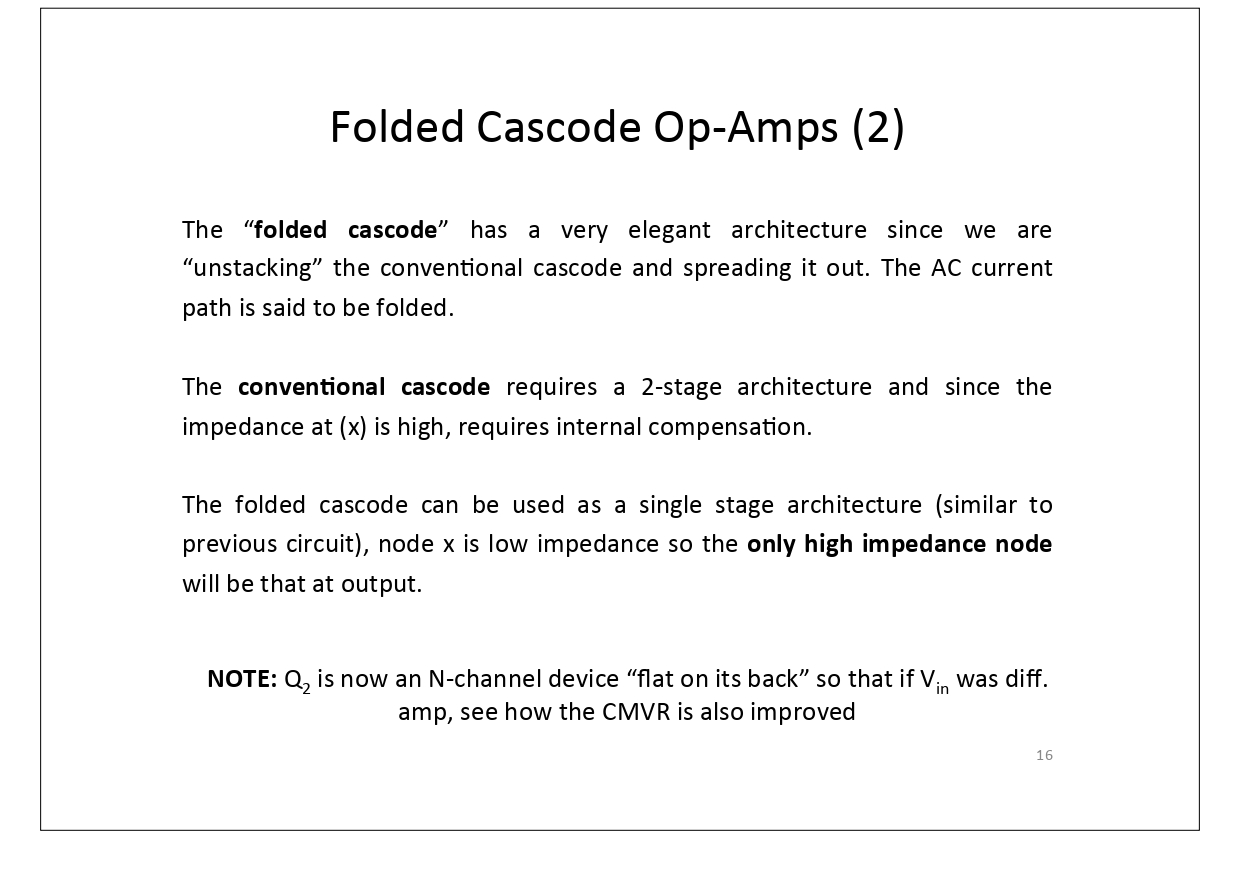 Folded Cascode Op-Amps (2)
The “folded cascode” has a very elegant architecture since we are
“unstacking” the conventional cascode and spreading it out. The AC current
path is said to be folded.
The conventional cascode requires a 2-stage architecture and since the
impedance at (x) is high, requires internal compensation.
The folded cascode can be used as a single stage architecture (similar to
previous circuit), node x is low impedance so the only high impedance node
will be that at output.
NOTE: Q2 is now an N-channel device “flat on its back” so that if Vin was diff.
amp, see how the CMVR is also improved
16